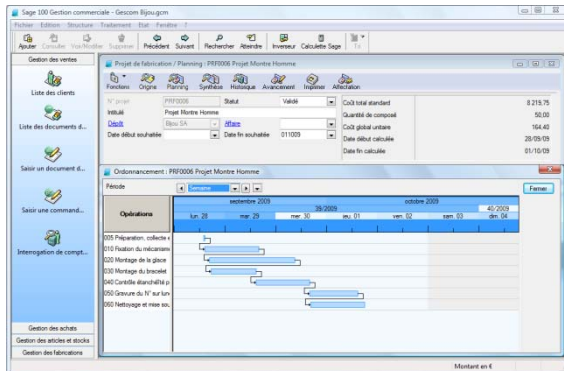 Sage 100 Gestion commerciale - Gescom Bijou.gcm
Fichier Edition Structure Traitement Etat Fenêtre ?
Ajouter Consulter Voir/Modifier Supprimer Précédent Suivant Rechercher Atteindre Inverseur Calculette Sage Tri
Gestion des ventes
Liste des clients
Liste des documents d...
Saisir un document d...
Saisir une command...
Interrogation de compt...
Gestion des achats
Gestion des articles et stocks
Gestion des fabrications
Projet de fabrication / Planning : PRF0006 Projet Montre Homme
Fonctions Origine Planning Synthèse Historique Avancement Imprimer Affectation
N° projet PRF0006 Statut Validé
Intitulé Projet Montre Homme
Dépôt Bijou SA Affaire
Date début souhaitée Date fin souhaitée 011009
Coût total standard 8 219,75
Quantité de composé 50,00
Coût global unitaire 164,40
Date début calculée 28/09/09
Date fin calculée 01/10/09
Ordonnancement : PRF0006 Projet Montre Homme
Période Semaine Fermer
Opérations
septembre 2009 octobre 2009
39/2009 40/2009
lun. 28 mar. 29 mer. 30 jeu. 01 ven. 02 sam. 03 dim. 04
005 Préparation, collecte e
010 Fixation du mécanism
020 Montage de la glace
030 Montage du bracelet
040 Contrôle étanchéïté p
050 Gravure du N° sur lun
060 Nettoyage et mise sou
Montant en €